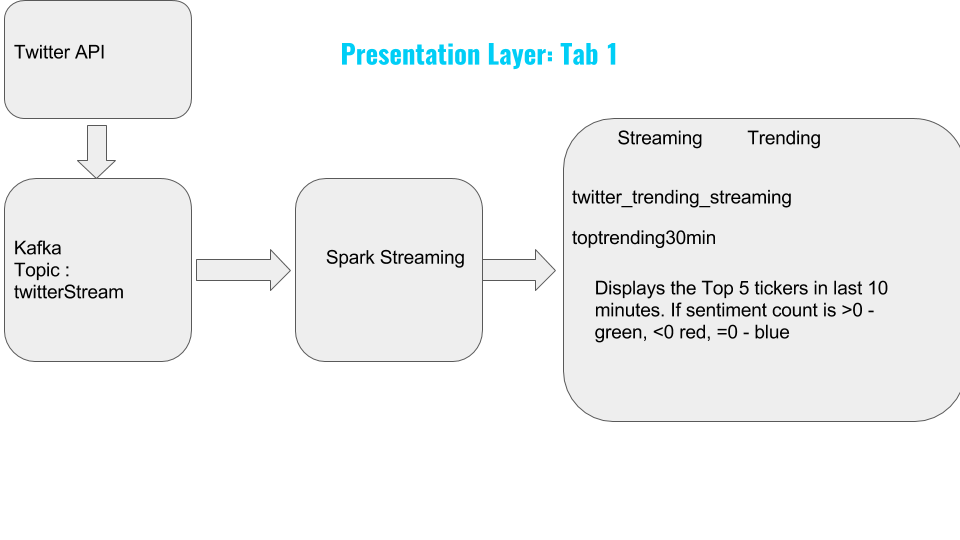 Twitter API
Presentation Layer: Tab 1
Kafka
Topic :
twitterStream
Spark Streaming
Streaming Trending
twitter_trending_streaming
toptrending30min
Displays the Top 5 tickers in last 10
minutes. If sentiment count is >0 -
green, <0 red, =0 - blue